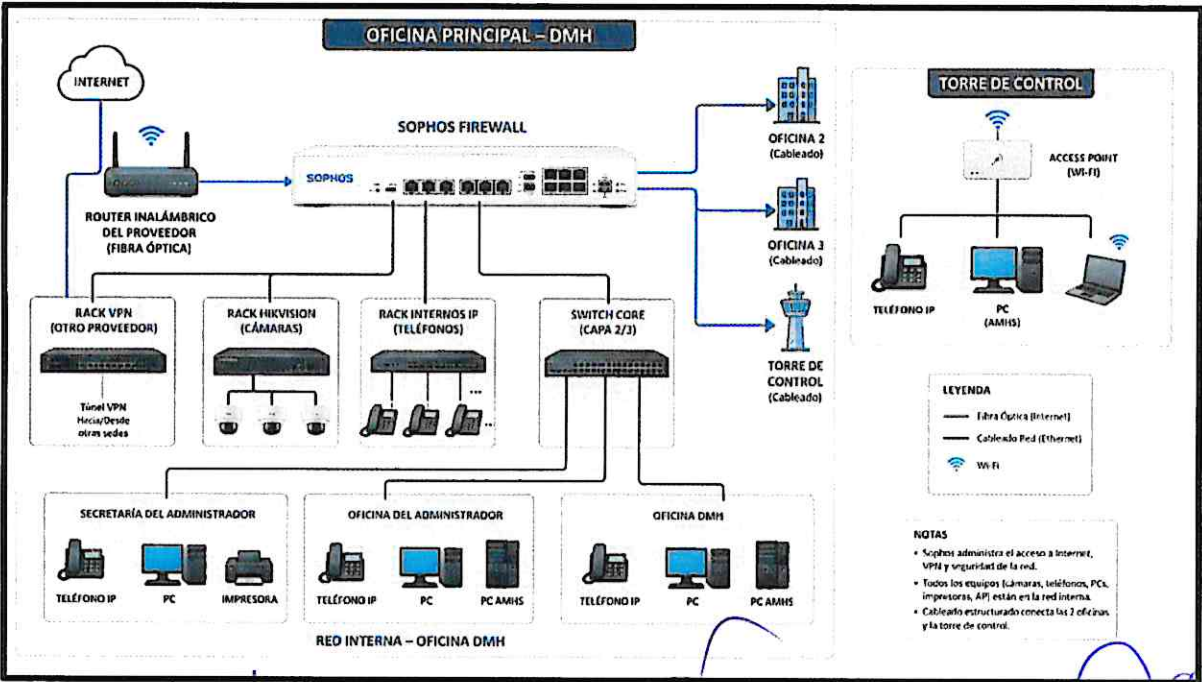 OFICINA PRINCIPAL – DMH
INTERNET
SOPHOS FIREWALL
SOPHOS
ROUTER INALÁMBRICO
DEL PROVEEDOR
(FIBRA ÓPTICA)
OFICINA 2
(Cableado)
OFICINA 3
(Cableado)
TORRE DE
CONTROL
(Cableado)
RACK VPN
(OTRO PROVEEDOR)
Túnel VPN
Hacia/Desde
otras sedes
RACK HIKVISION
(CÁMARAS)
RACK INTERNOS IP
(TELÉFONOS)
...
...
SWITCH CORE
(CAPA 2/3)
SECRETARÍA DEL ADMINISTRADOR
TELÉFONO IP
PC
IMPRESORA
OFICINA DEL ADMINISTRADOR
TELÉFONO IP
PC
PC AMHS
OFICINA DMH
TELÉFONO IP
PC
PC AMHS
RED INTERNA – OFICINA DMH
TORRE DE CONTROL
ACCESS POINT
(WI-FI)
TELÉFONO IP
PC
(AMHS)
LEYENDA
Fibra Óptica (Internet)
Cableado Red (Ethernet)
Wi-Fi
NOTAS
• Sophos administra el acceso a Internet,
VPN y seguridad de la red.
• Todos los equipos (cámaras, teléfonos, PCs,
impresoras, AP) están en la red interna.
• Cableado estructurado conecta las 2 oficinas
y la torre de control.